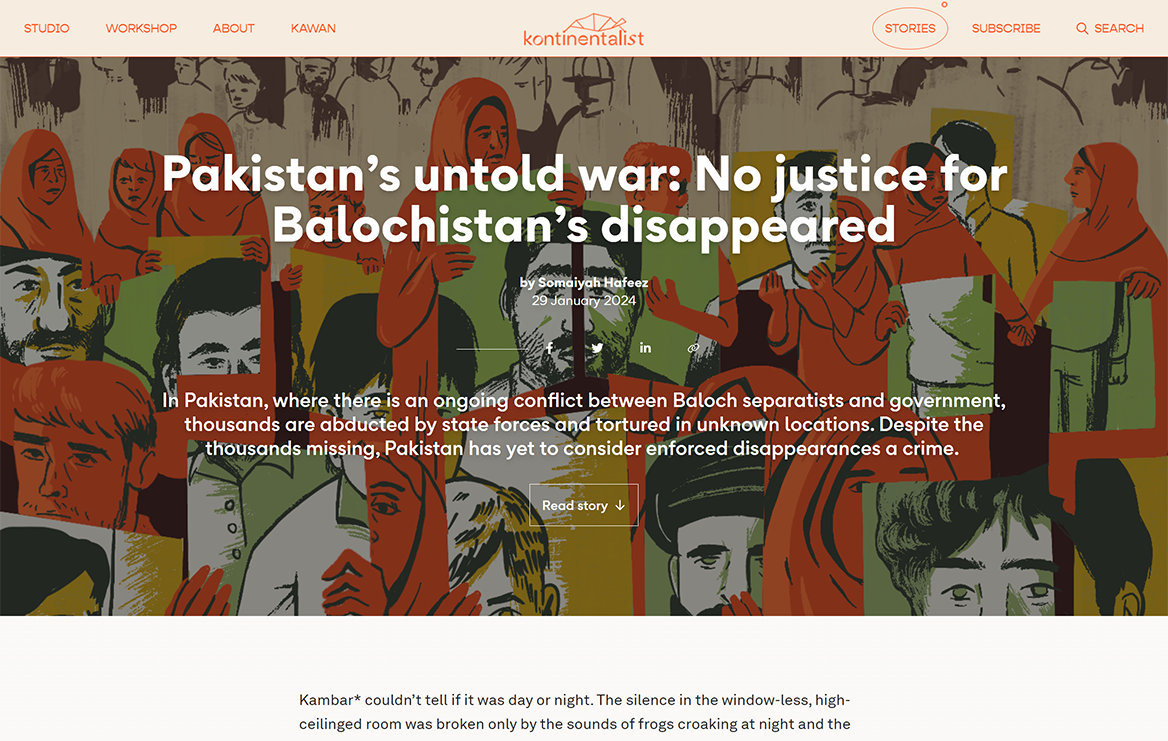 STUDIO WORKSHOP ABOUT KAWAN kontinentalist STORIES SUBSCRIBE SEARCH
Pakistan’s untold war: No justice for
Balochistan’s disappeared
by Somaiyah Hafeez
29 January 2024
In Pakistan, where there is an ongoing conflict between Baloch separatists and government,
thousands are abducted by state forces and tortured in unknown locations. Despite the
thousands missing, Pakistan has yet to consider enforced disappearances a crime.
Read story ↓
Kambar* couldn’t tell if it was day or night. The silence in the window-less, high-
ceilinged room was broken only by the sounds of frogs croaking at night and the